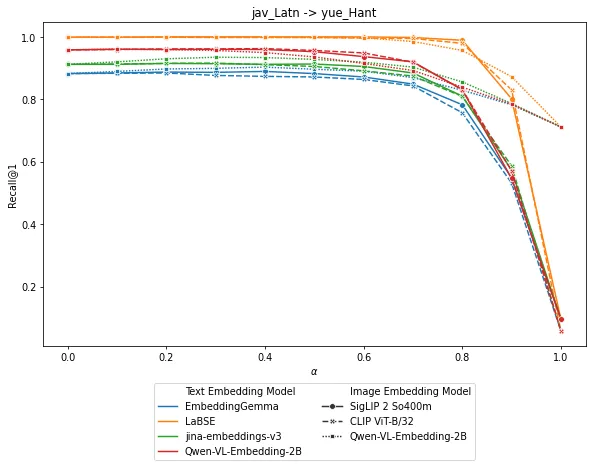 jav_Latn -> yue_Hant
1.0
0.8
0.6
0.4
0.2
Recall@1
0.0 0.2 0.4 0.6 0.8 1.0
α
Text Embedding Model Image Embedding Model
EmbeddingGemma SigLIP 2 So400m
LaBSE CLIP ViT-B/32
jina-embeddings-v3 Qwen-VL-Embedding-2B
Qwen-VL-Embedding-2B